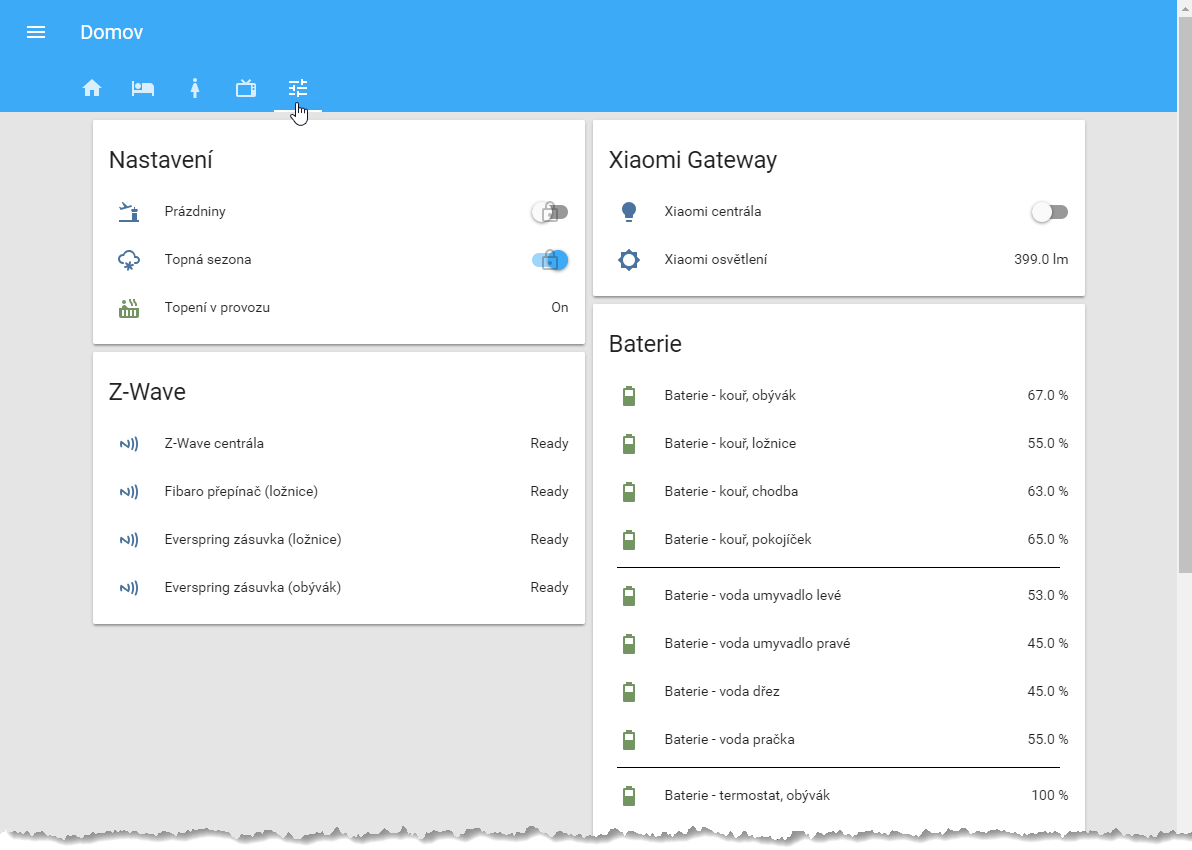 Domov
Nastavení
Prázdniny
Topná sezona
Topení v provozu On
Z-Wave
Z-Wave centrála Ready
Fibaro přepínač (ložnice) Ready
Everspring zásuvka (ložnice) Ready
Everspring zásuvka (obývák) Ready
Xiaomi Gateway
Xiaomi centrála
Xiaomi osvětlení 399.0 lm
Baterie
Baterie - kouř, obývák 67.0 %
Baterie - kouř, ložnice 55.0 %
Baterie - kouř, chodba 63.0 %
Baterie - kouř, pokojíček 65.0 %
Baterie - voda umyvadlo levé 53.0 %
Baterie - voda umyvadlo pravé 45.0 %
Baterie - voda dřez 45.0 %
Baterie - voda pračka 55.0 %
Baterie - termostat, obývák 100 %